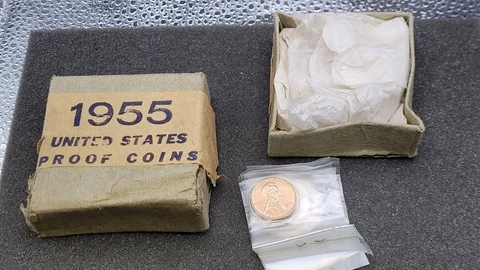 1955
UNITED STATES
PROOF COINS